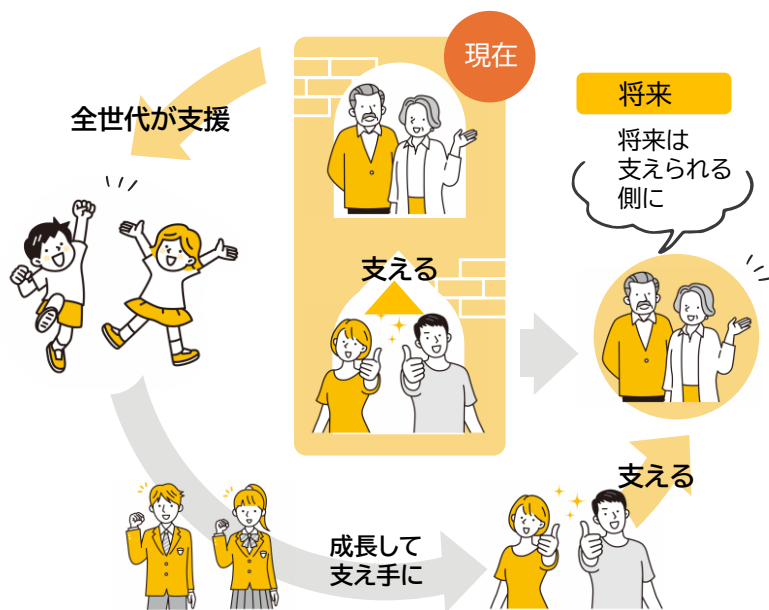 現在
全世代が支援
支える
将来
将来は
支えられる
側に
支える
成長して
支え手に